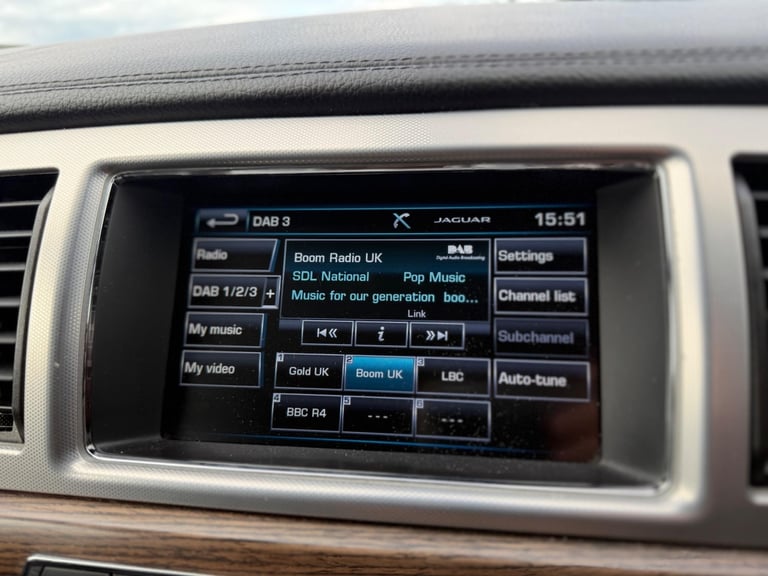 DAB 3 JAGUAR 15:51
Radio
DAB 1/2/3 +
My music
My video
Boom Radio UK DAB
Digital Audio Broadcasting
SDL National Pop Music
Music for our generation boo...
Link
i
1 Gold UK 2 Boom UK 3 LBC
4 BBC R4 5 --- 6 ---
Settings
Channel list
Subchannel
Auto-tune